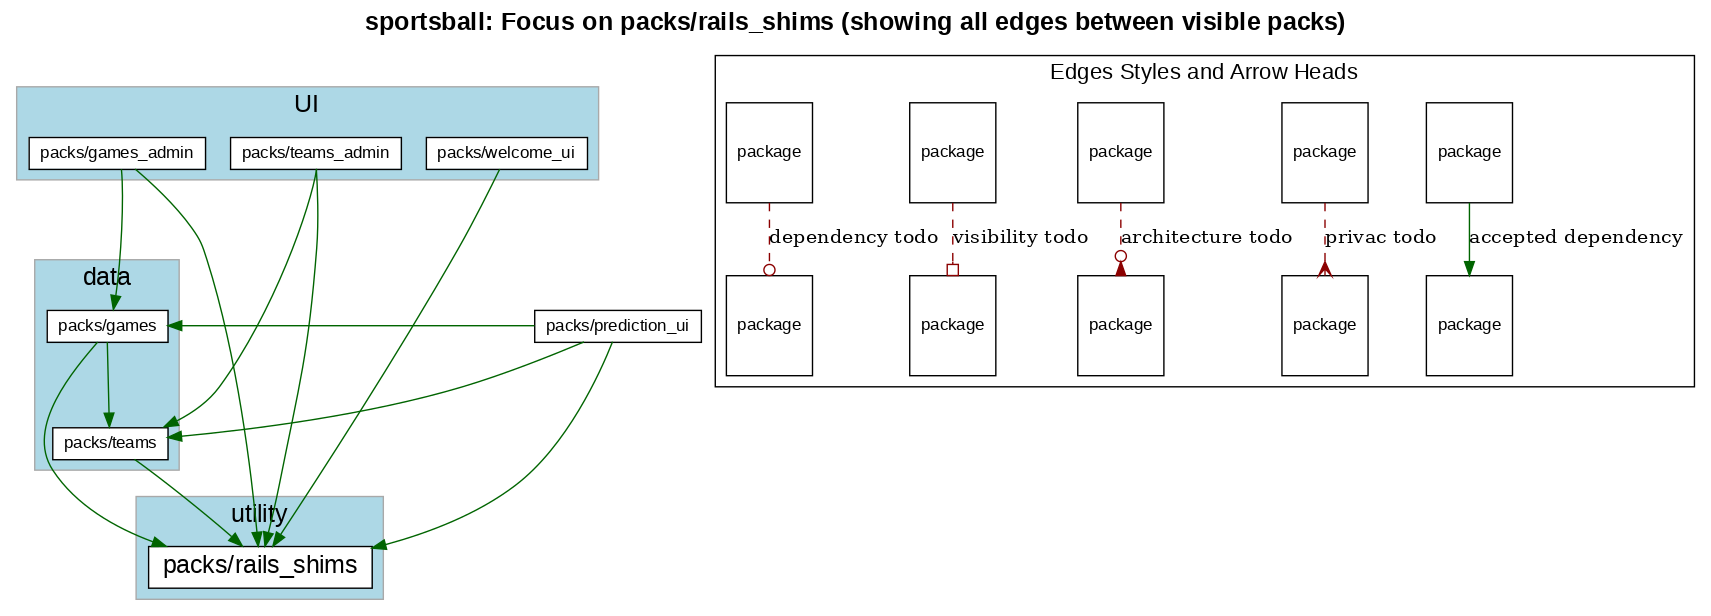 sportsball: Focus on packs/rails_shims (showing all edges between visible packs)
UI
packs/games_admin
packs/teams_admin
packs/welcome_ui
data
packs/games
packs/prediction_ui
packs/teams
utility
packs/rails_shims
Edges Styles and Arrow Heads
package
package
package
package
package
dependency todo
visibility todo
architecture todo
privac todo
accepted dependency
package
package
package
package
package